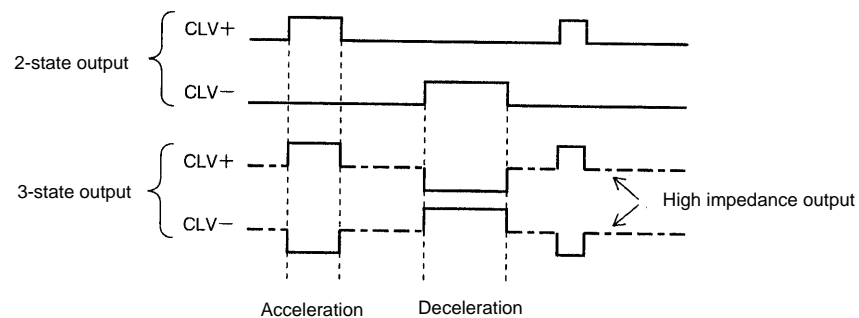 CLV+
2-state output
CLV−
CLV+
3-state output
High impedance output
CLV−
Acceleration Deceleration